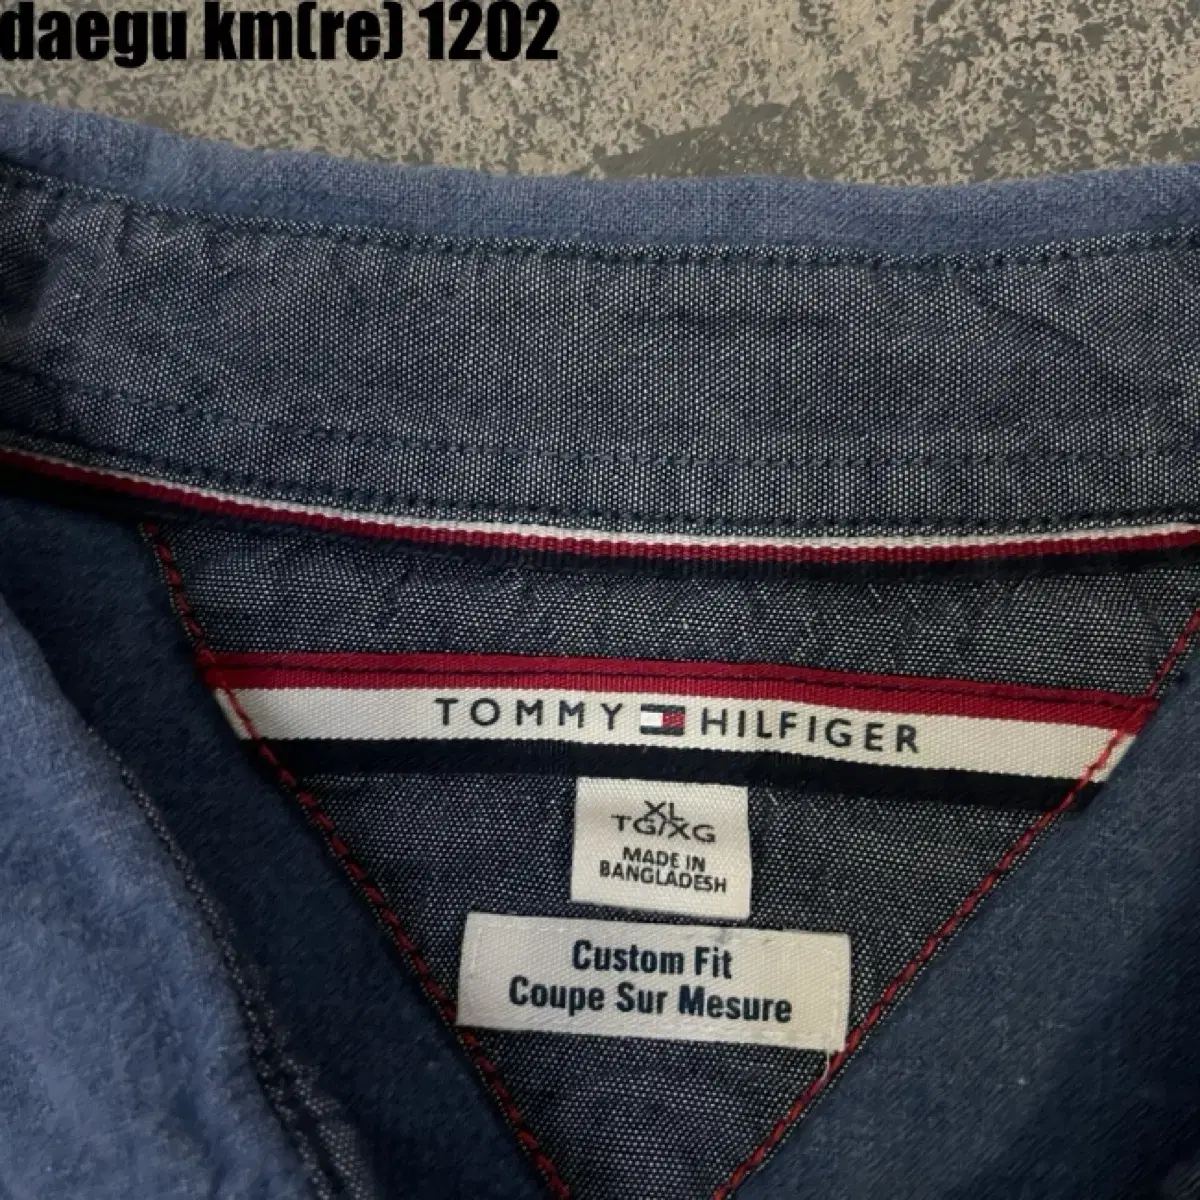 daegu km(re) 1202
TOMMY HILFIGER
XL
TG/XG
MADE IN
BANGLADESH
Custom Fit
Coupe Sur Mesure